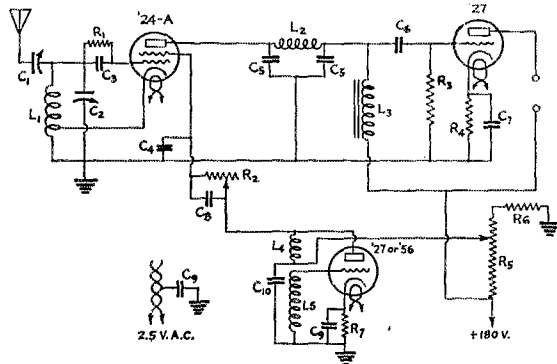 '24-A
'27
R1
L2
C6
C1
C3
C5
C5
L1
C2
L3
R3
R4
C7
C4
R2
C8
R6
L4
'27 or '56
R5
C10
L5
C9
R7
C9
2.5 V.A.C.
+180 V.